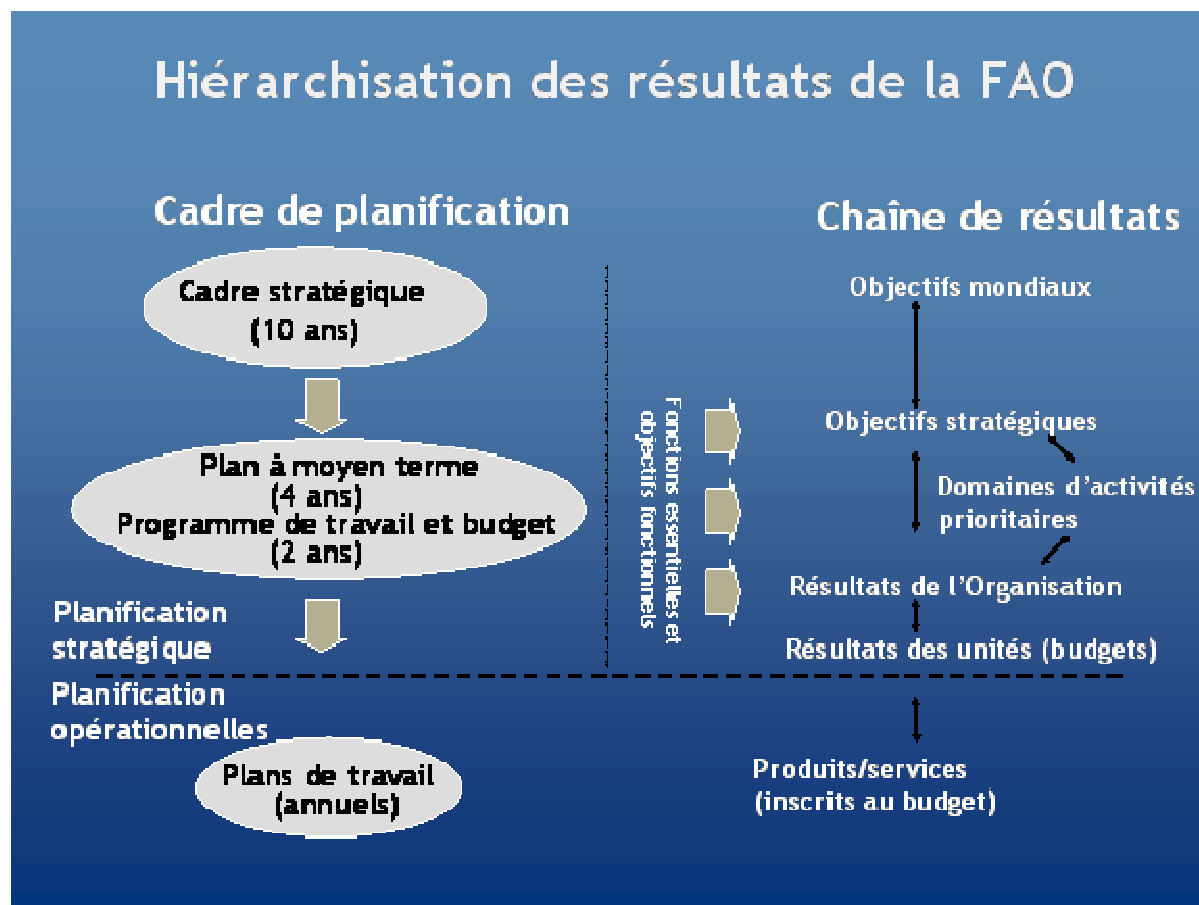 Hiérarchisation des résultats de la FAO
Cadre de planification
Cadre stratégique
(10 ans)
Plan à moyen terme
(4 ans)
Programme de travail et budget
(2 ans)
Planification
stratégique
Planification
opérationnelles
Plans de travail
(annuels)
Fonctions essentielles et
objectifs fonctionnels
Chaîne de résultats
Objectifs mondiaux
Objectifs stratégiques
Domaines d'activités
prioritaires
Résultats de l'Organisation
Résultats des unités (budgets)
Produits/services
(inscrits au budget)